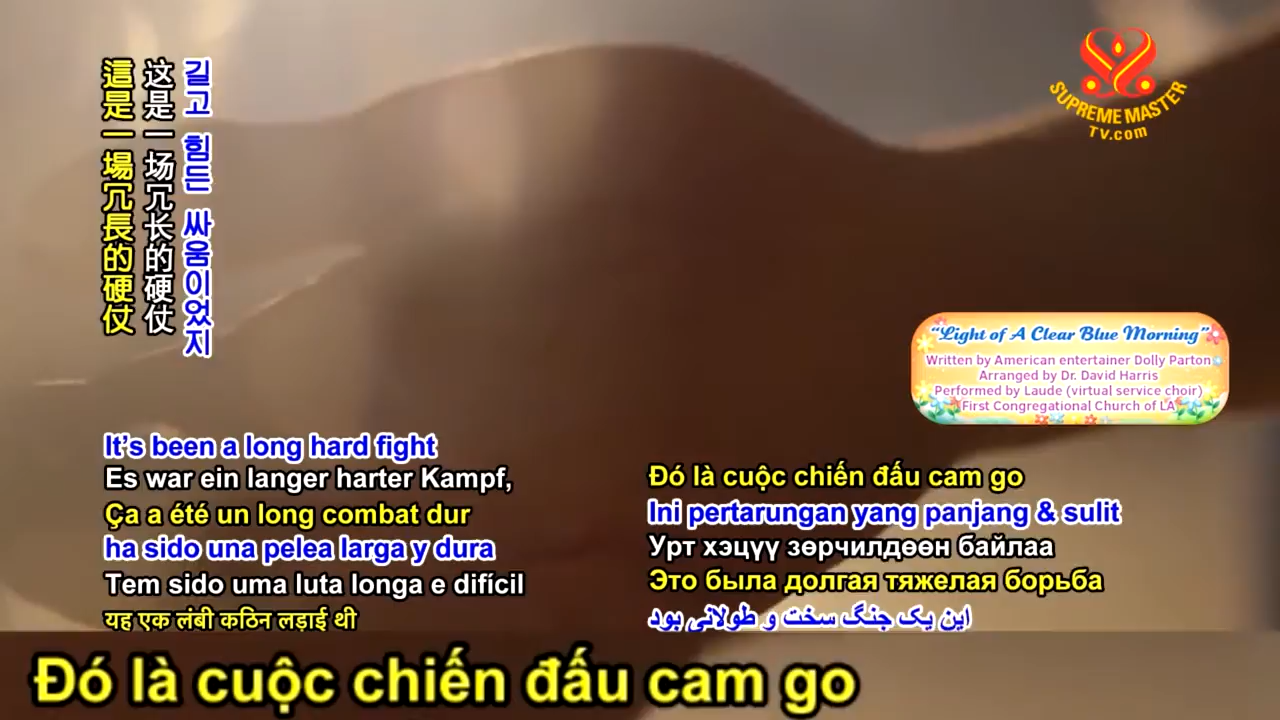 這是一場冗長的硬仗
这是一场冗长的硬仗
길고 힘든 싸움이었지
SUPREME MASTER
TV.com
“Light of A Clear Blue Morning”
Written by American entertainer Dolly Parton
Arranged by Dr. David Harris
Performed by Laude (virtual service choir)
First Congregational Church of LA
It’s been a long hard fight
Es war ein langer harter Kampf,
Ça a été un long combat dur
ha sido una pelea larga y dura
Tem sido uma luta longa e difícil
यह एक लंबी कठिन लड़ाई थी
Đó là cuộc chiến đấu cam go
Ini pertarungan yang panjang & sulit
Урт хэцүү зөрчилдөөн байлаа
Это была долгая тяжелая борьба
این یک جنگ سخت و طولانی بود
Đó là cuộc chiến đấu cam go